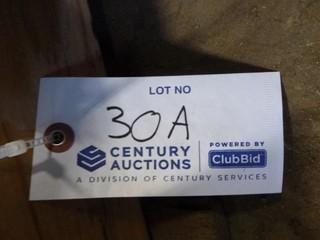 LOT NO
30A
CENTURY AUCTIONS
POWERED BY
ClubBid
A DIVISION OF CENTURY SERVICES